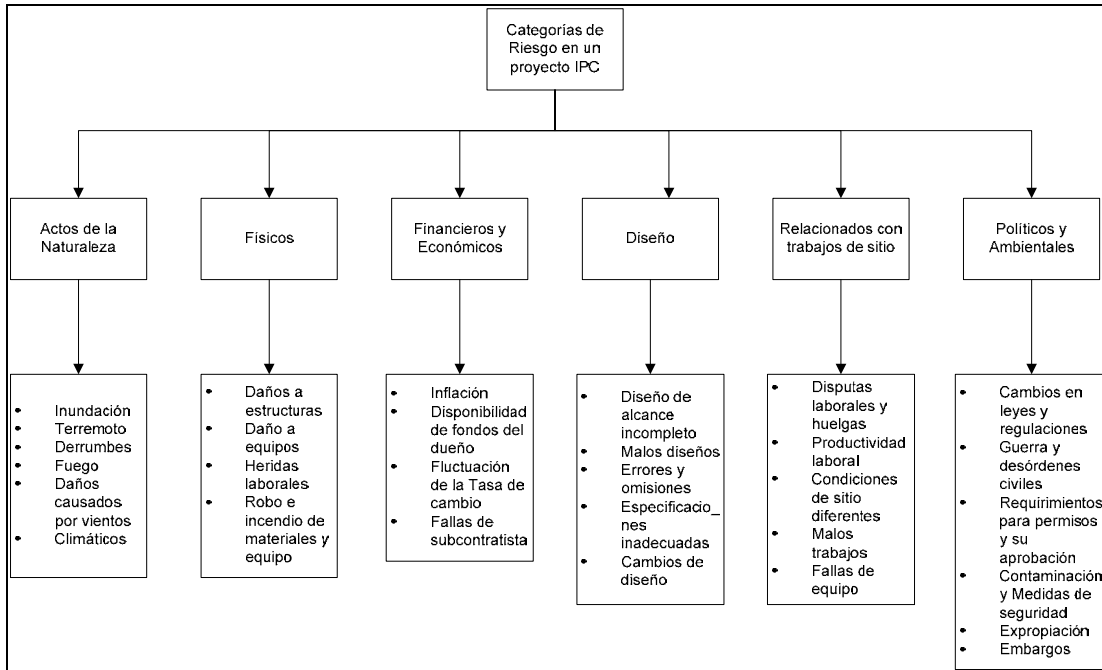 Categorías de
Riesgo en un
proyecto IPC
Actos de la
Naturaleza
Físicos
Financieros y
Económicos
Diseño
Relacionados con
trabajos de sitio
Políticos y
Ambientales
• Inundación
• Terremoto
• Derrumbes
• Fuego
• Daños
causados
por vientos
• Climáticos
• Daños a
estructuras
• Daño a
equipos
• Heridas
laborales
• Robo e
incendio de
materiales y
equipo
• Inflación
• Disponibilidad
de fondos del
dueño
• Fluctuación
de la Tasa de
cambio
• Fallas de
subcontratista
• Diseño de
alcance
incompleto
• Malos diseños
• Errores y
omisiones
• Especificacio_
nes
inadecuadas
• Cambios de
diseño
• Disputas
laborales y
huelgas
• Productividad
laboral
• Condiciones
de sitio
diferentes
• Malos
trabajos
• Fallas de
equipo
• Cambios en
leyes y
regulaciones
• Guerra y
desórdenes
civiles
• Requirimientos
para permisos
y su
aprobación
• Contaminación
y Medidas de
seguridad
• Expropiación
• Embargos